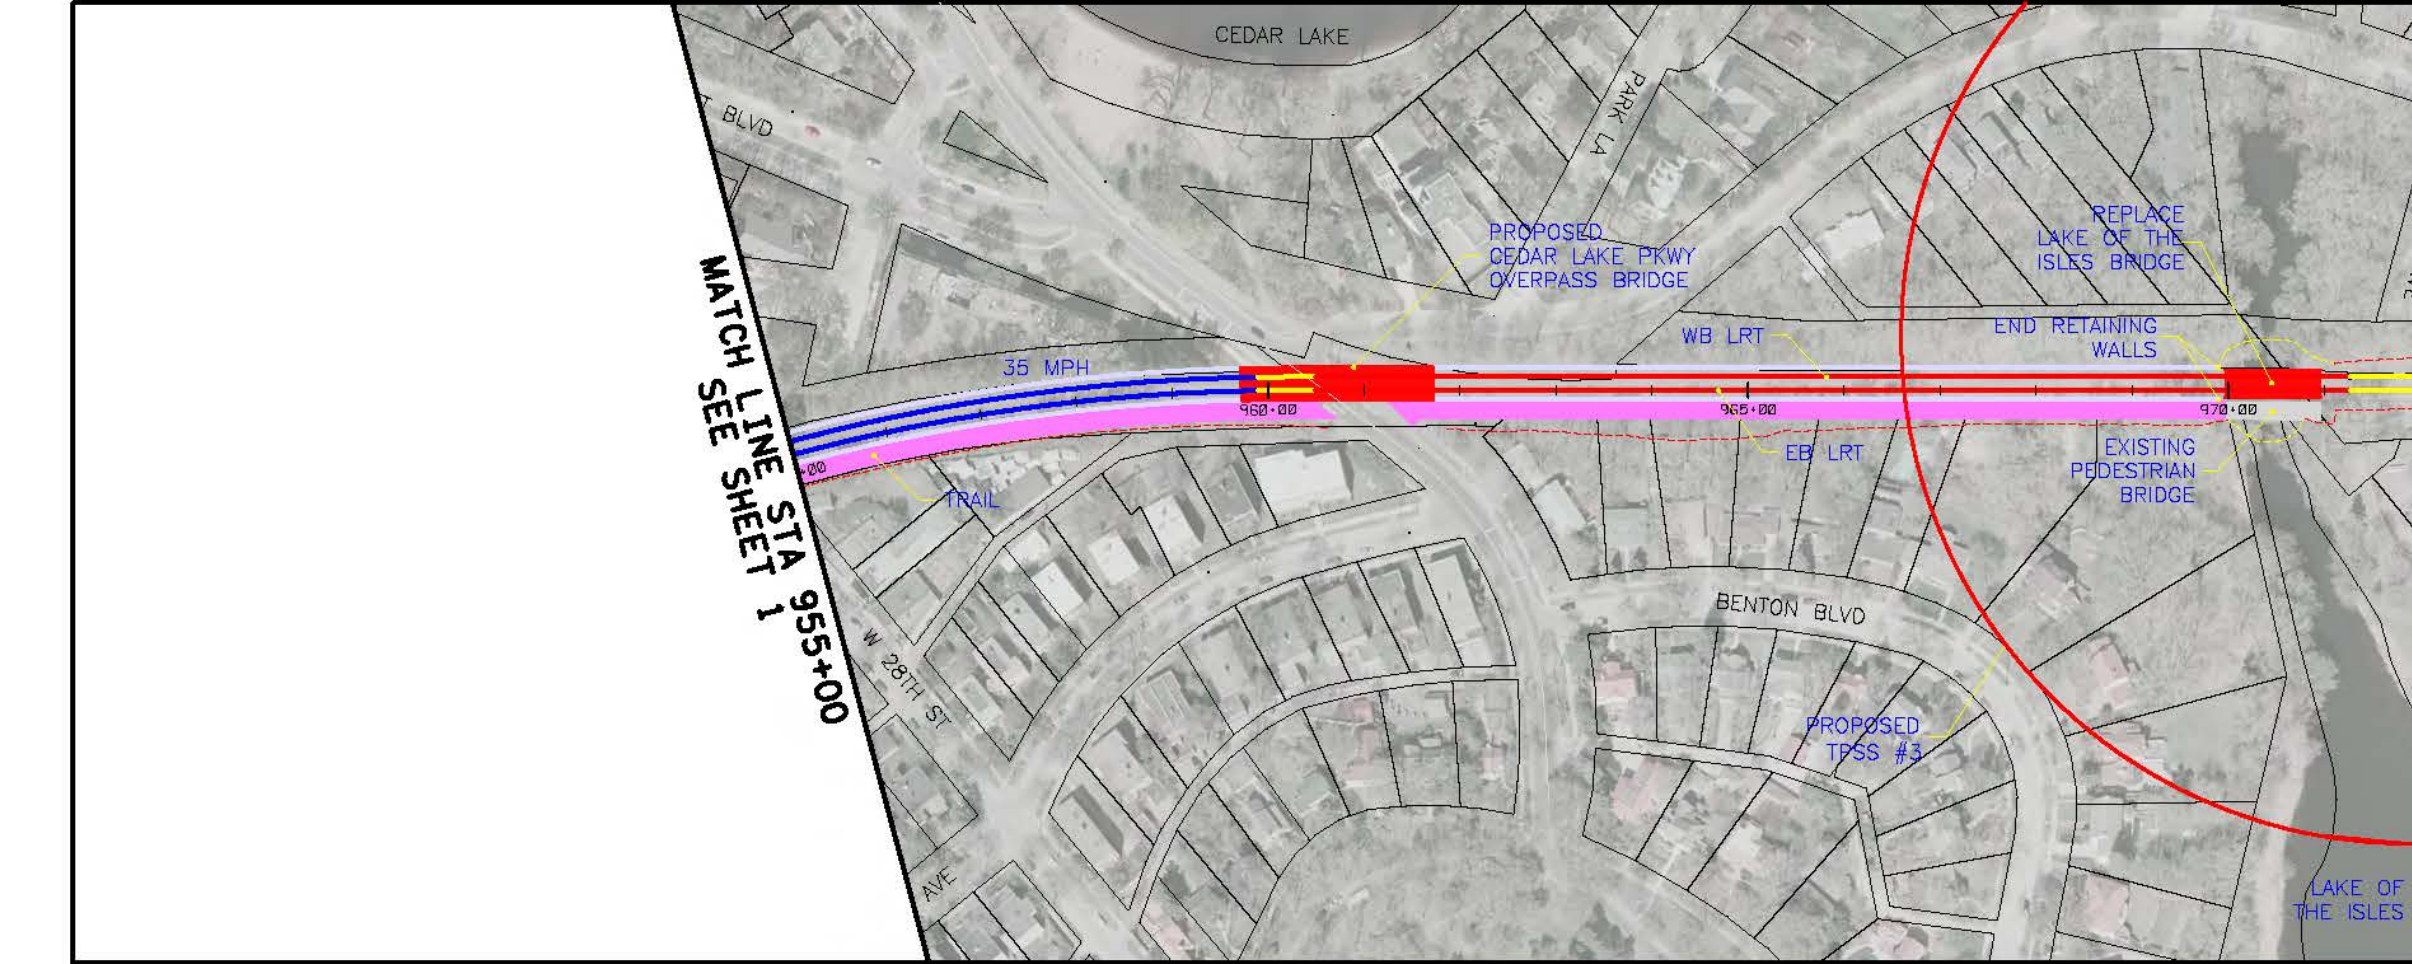 CEDAR LAKE
BLVD
PARK LA
PROPOSED
CEDAR LAKE PKWY
OVERPASS BRIDGE
REPLACE
LAKE OF THE
ISLES BRIDGE
MATCH LINE STA 955+00
SEE SHEET 1
35 MPH
WB LRT
END RETAINING
WALLS
960+00
965+00
970+00
+00
TRAIL
EB LRT
EXISTING
PEDESTRIAN
BRIDGE
BENTON BLVD
W 28TH ST
PROPOSED
TPSS #3
AVE
LAKE OF
THE ISLES